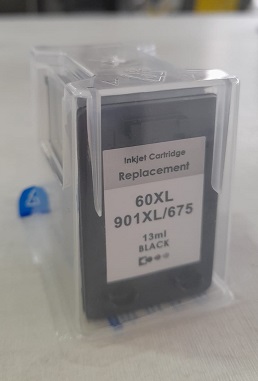 Inkjet Cartridge
Replacement
60XL
901XL/675
13ml
BLACK